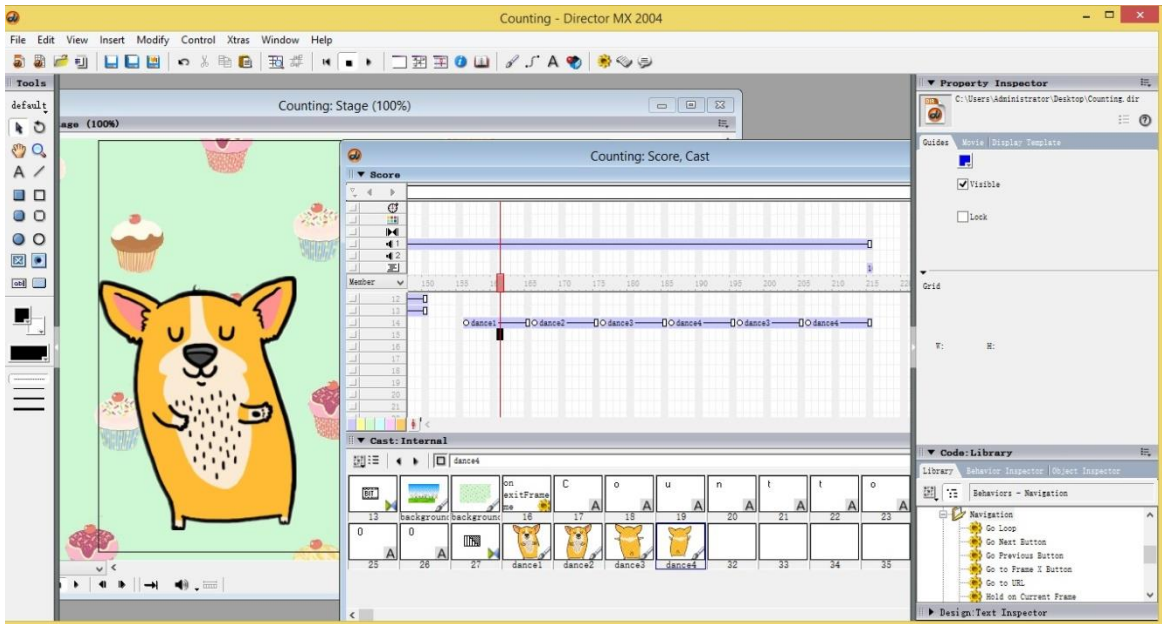 Counting - Director MX 2004
File Edit View Insert Modify Control Xtras Window Help
Tools
default
Counting: Stage (100%)
age (100%)
Counting: Score, Cast
Score
1
2
1
Member
150 155 165 170 175 180 185 190 195 200 205 210 215 220
12
13
14 dance1 dance2 dance3 dance4 dance3 dance4
15
16
17
18
19
20
21
Cast:Internal
dance4
on
exitFrame
me
C o u n t t o
13 background background 16 17 18 19 20 21 22 23
0 0
25 26 27 dance1 dance2 dance3 dance4 32 33 34 35
Property Inspector
C:\Users\Administrator\Desktop\Counting.dir
Guides Movie Display Template
Visible
Lock
Grid
W: H:
Code:Library
Library Behavior Inspector Object Inspector
Behaviors - Navigation
Navigation
Go Loop
Go Next Button
Go Previous Button
Go to Frame X Button
Go to URL
Hold on Current Frame
Design:Text Inspector